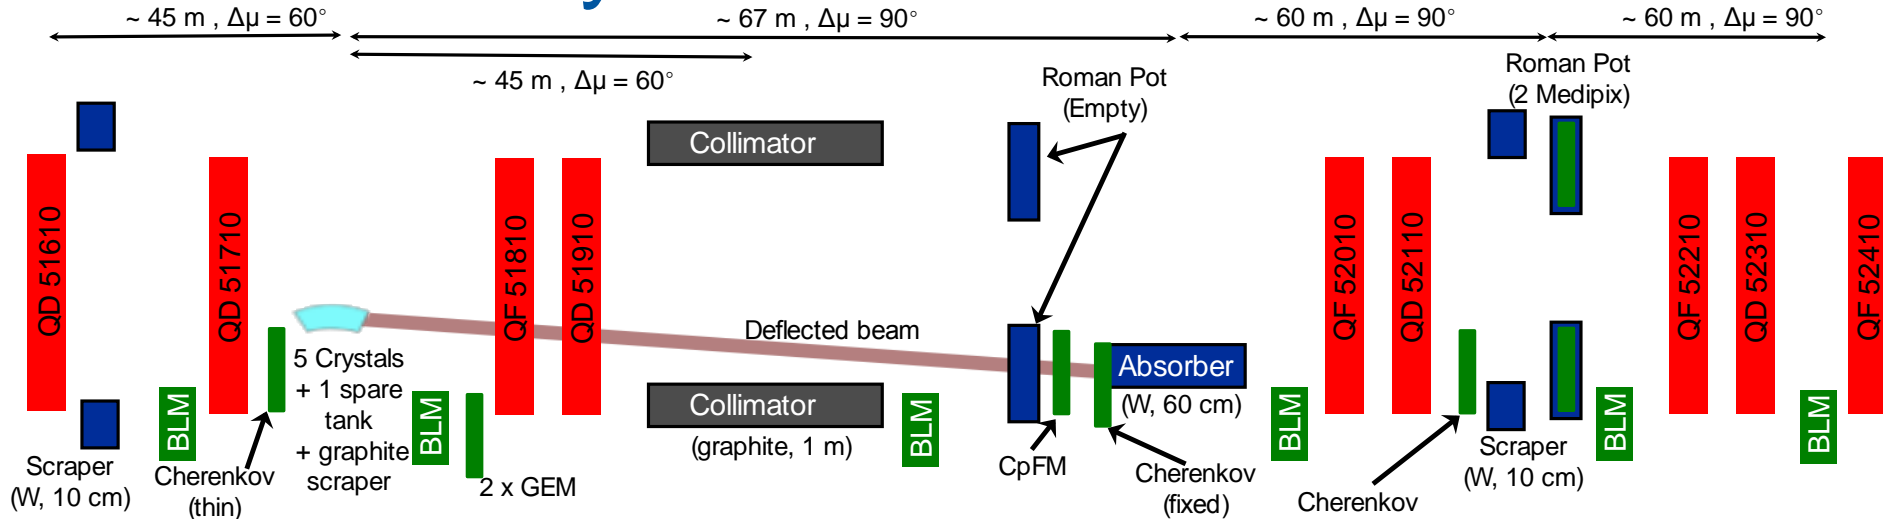 ~ 45 m , Δμ = 60°
~ 67 m, Δμ = 90°
~ 60 m , Δμ = 90°
~ 60 m , Δμ = 90°
~ 45 m , Δμ = 60°
Roman Pot
(Empty)
Roman Pot
(2 Medipix)
Collimator
QD 51610
QD 51710
QF 51810
QD 51910
QF 52010
QD 52110
QF 52210
QD 52310
QF 52410
Deflected beam
5 Crystals
+ 1 spare
tank
+ graphite
scraper
Absorber
(W, 60 cm)
Collimator
(graphite, 1 m)
BLM
BLM
BLM
BLM
BLM
BLM
Scraper
(W, 10 cm)
Cherenkov
(thin)
2 x GEM
CpFM
Cherenkov
(fixed)
Cherenkov
Scraper
(W, 10 cm)